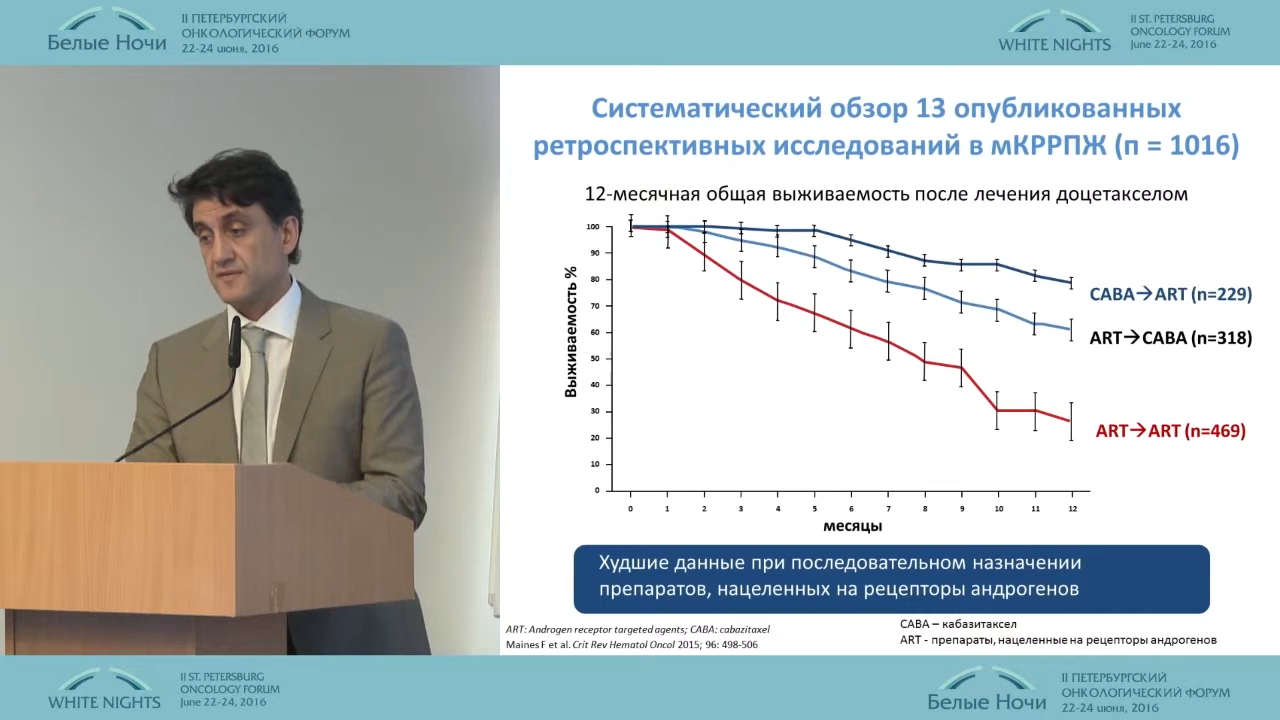 Белые Ночи
II ПЕТЕРБУРГСКИЙ
ОНКОЛОГИЧЕСКИЙ ФОРУМ
22-24 июня, 2016
WHITE NIGHTS
II ST. PETERSBURG
ONCOLOGY FORUM
June 22-24, 2016
Систематический обзор 13 опубликованных
ретроспективных исследований в мКРРПЖ (п = 1016)
12-месячная общая выживаемость после лечения доцетакселом
Выживаемость %
100
90
80
70
60
50
40
30
20
10
0
0 1 2 3 4 5 6 7 8 9 10 11 12
месяцы
CABA→ART (n=229)
ART→CABA (n=318)
ART→ART (n=469)
Худшие данные при последовательном назначении
препаратов, нацеленных на рецепторы андрогенов
ART: Androgen receptor targeted agents; CABA: cabazitaxel
Maines F et al. Crit Rev Hematol Oncol 2015; 96: 498-506
CABA – кабазитаксел
ART - препараты, нацеленные на рецепторы андрогенов
WHITE NIGHTS
II ST. PETERSBURG
ONCOLOGY FORUM
June 22-24, 2016
Белые Ночи
II ПЕТЕРБУРГСКИЙ
ОНКОЛОГИЧЕСКИЙ ФОРУМ
22-24 июня, 2016